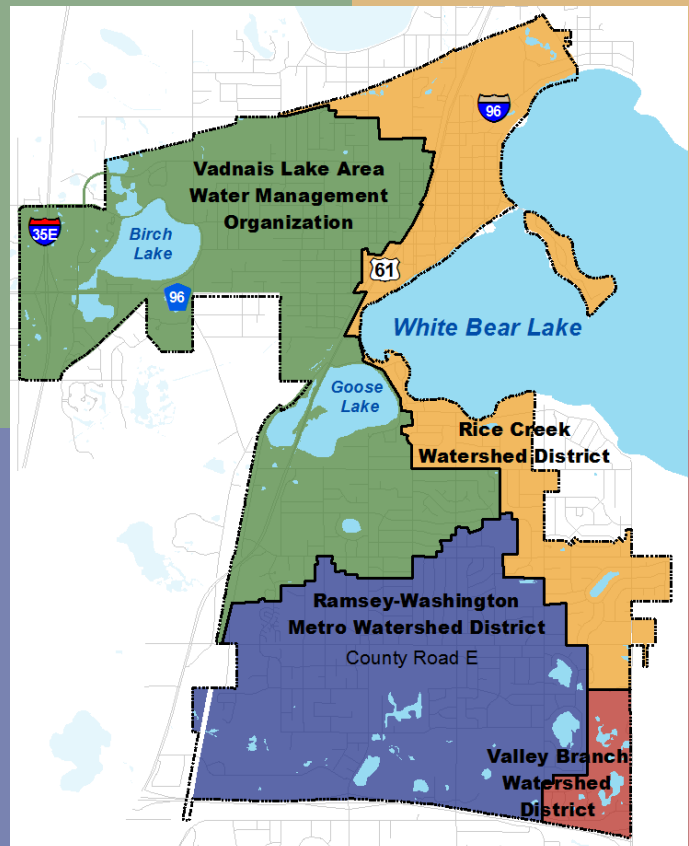 96
Vadnais Lake Area
Water Management
Organization
35E
Birch
Lake
61
96
White Bear Lake
Goose
Lake
Rice Creek
Watershed District
Ramsey-Washington
Metro Watershed District
County Road E
Valley Branch
Watershed
District